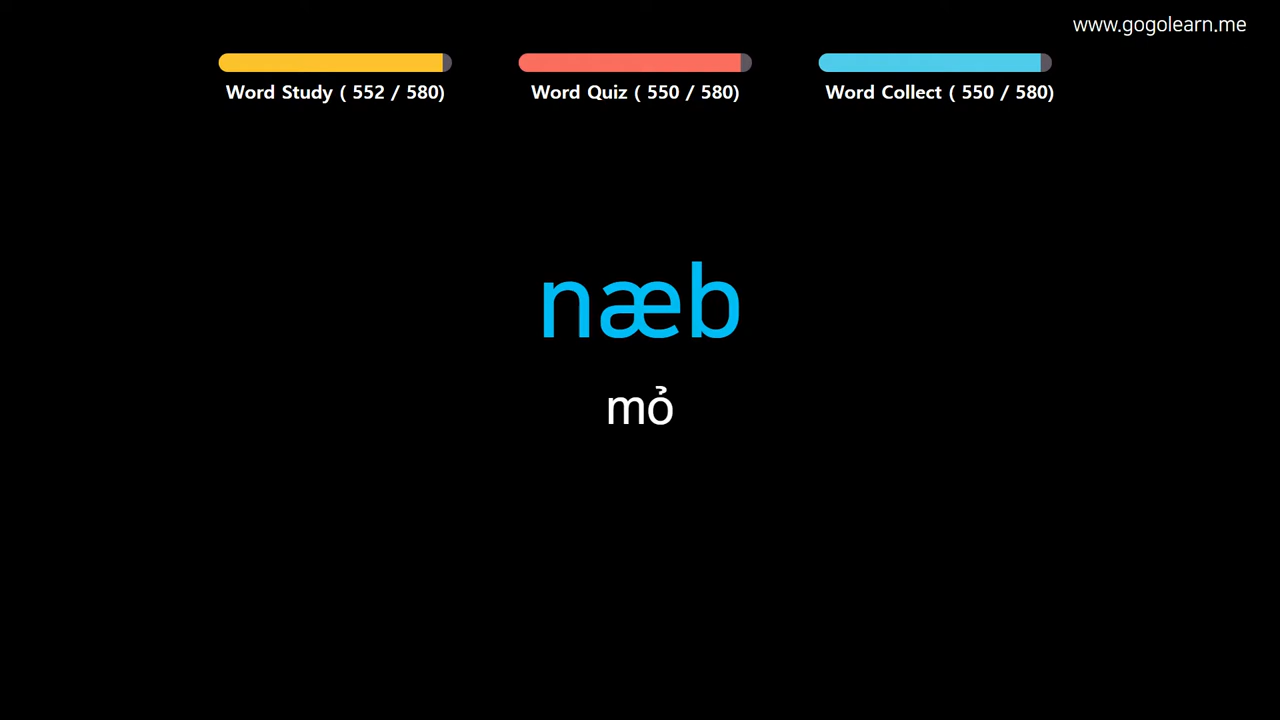 www.gogolearn.me
Word Study ( 552 / 580)
Word Quiz ( 550 / 580)
Word Collect ( 550 / 580)
næb
mỏ